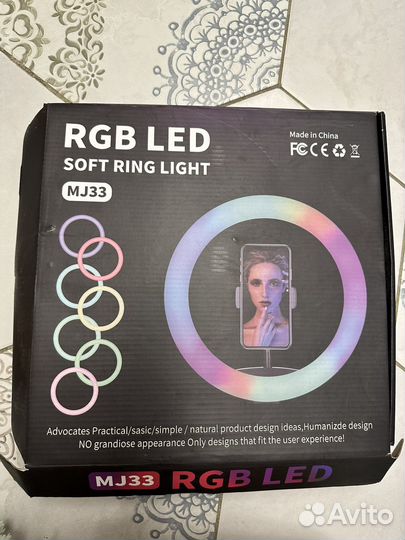 RGB LED
SOFT RING LIGHT
MJ33
Made in China
FC CE
Advocates Practical/sasic/simple / natural product design ideas,Humanizde design
NO grandiose appearance Only designs that fit the user experience!
MJ33 RGB LED
Avito